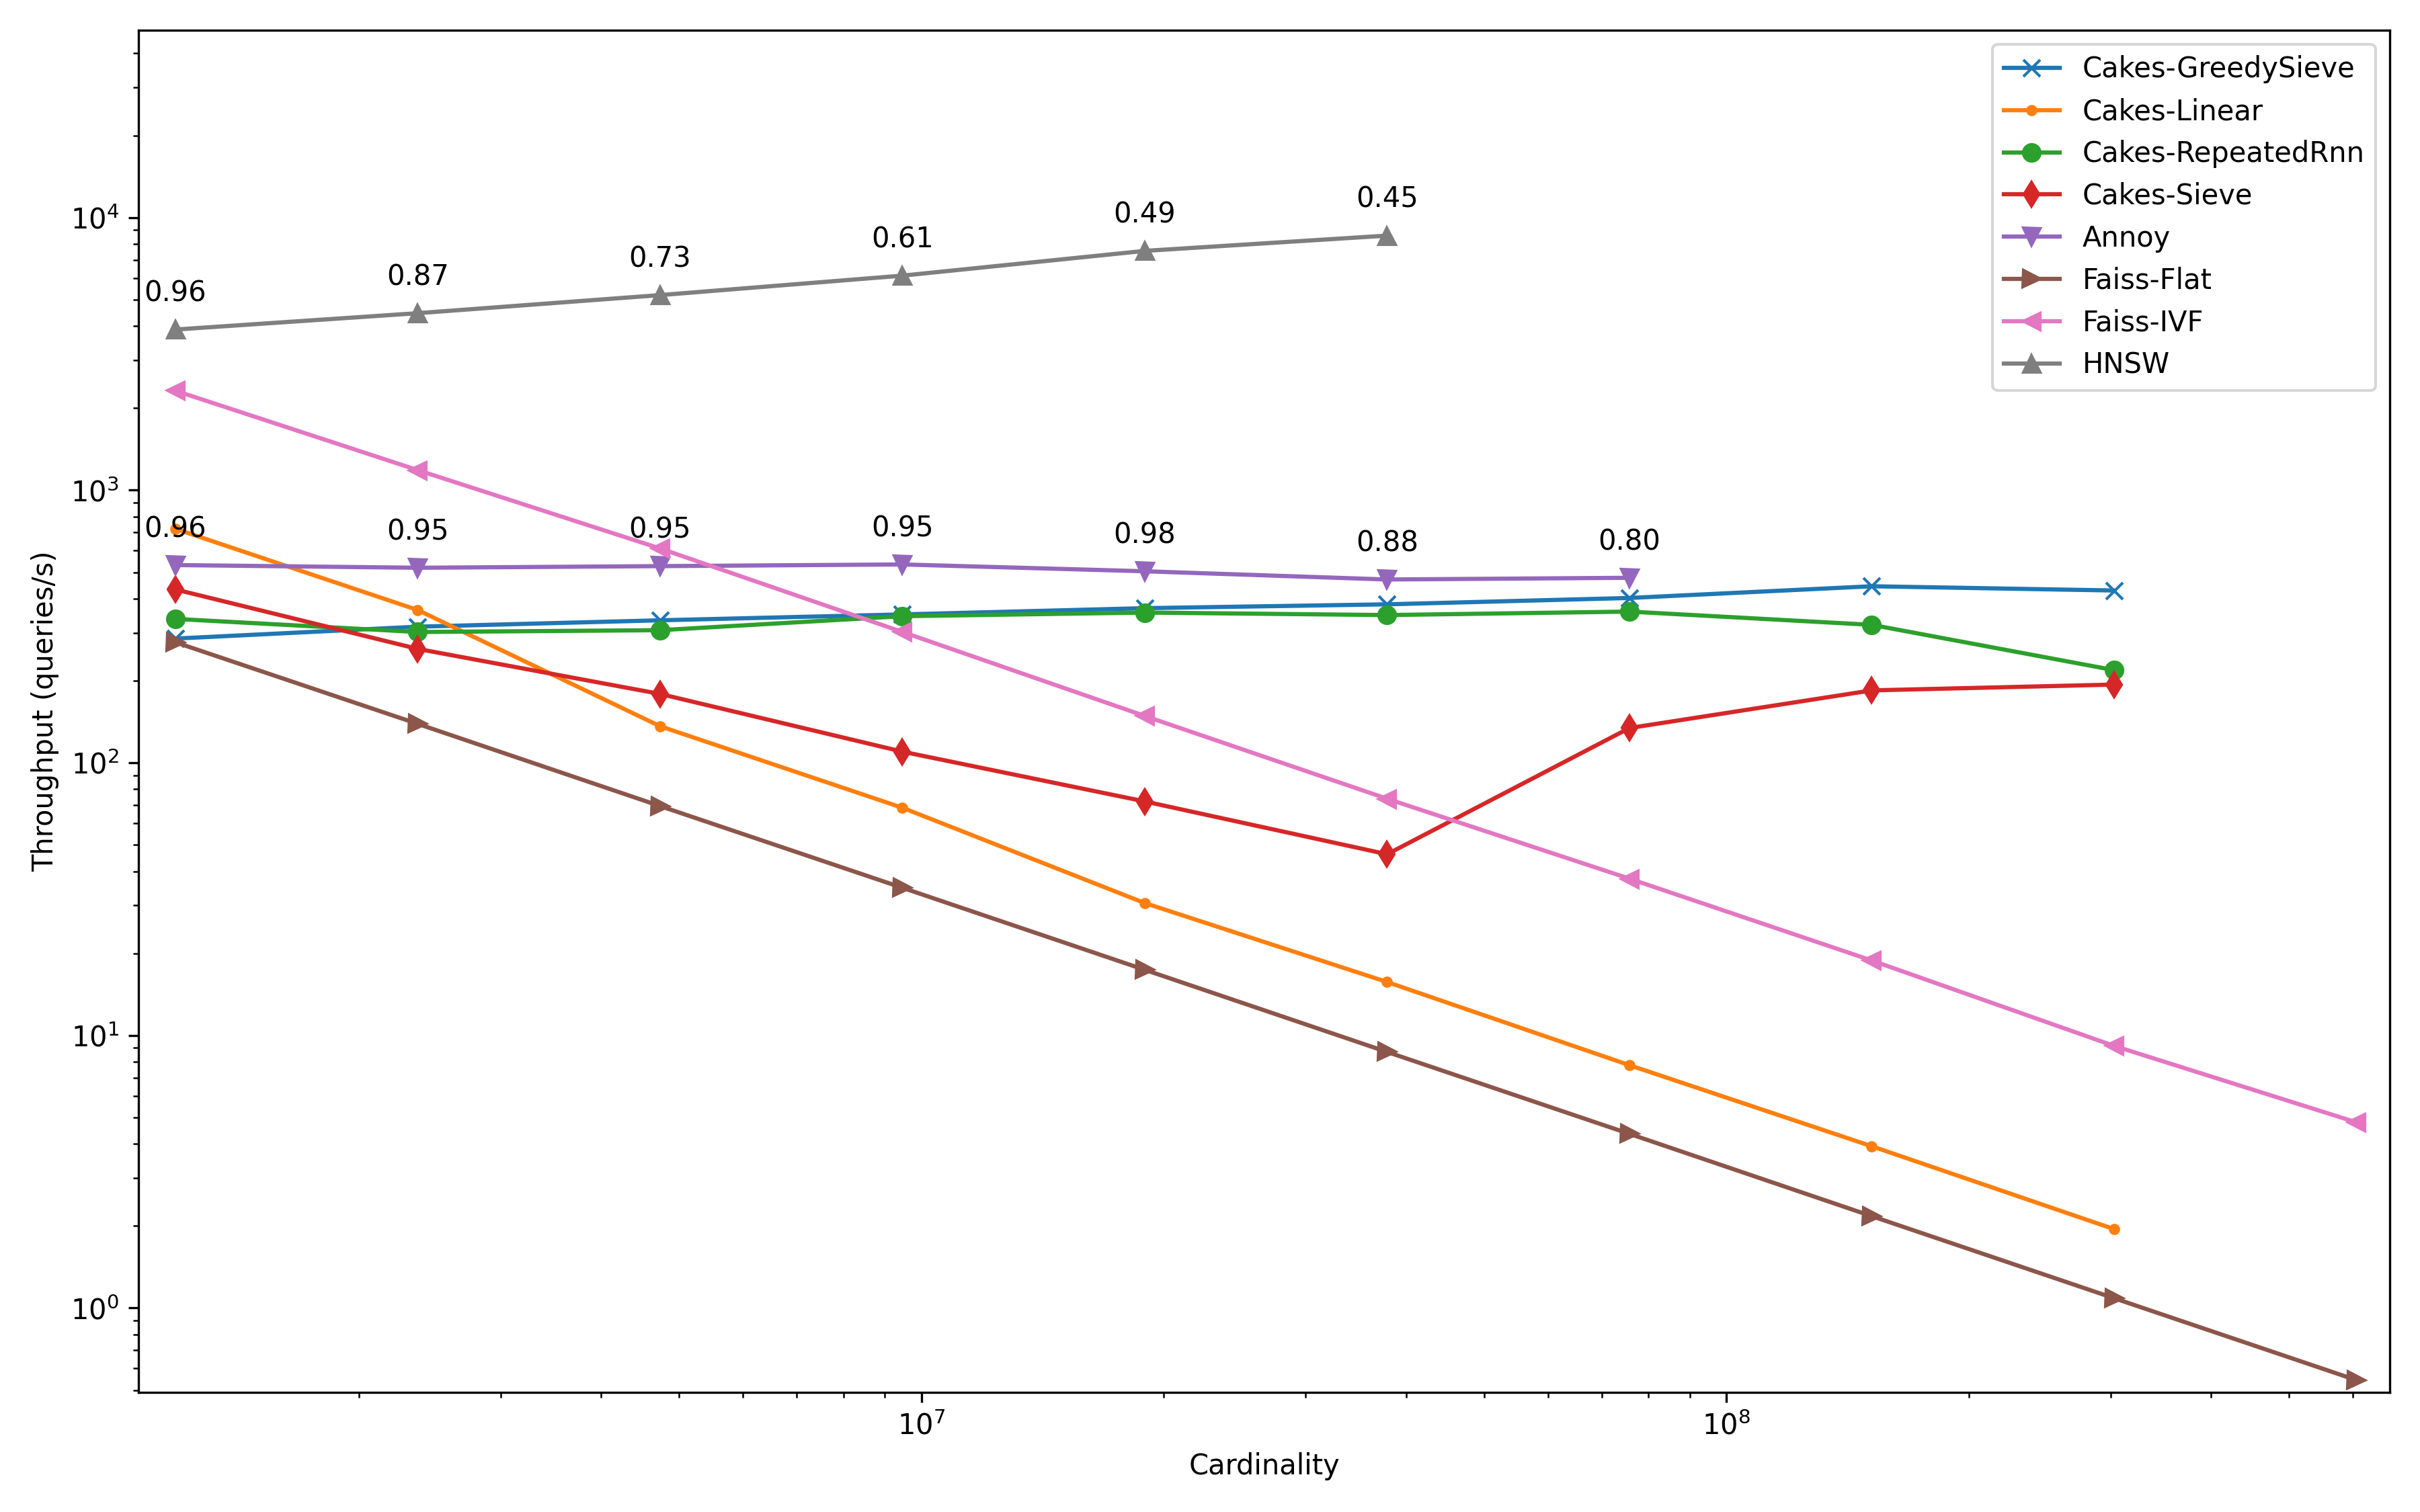 Throughput (queries/s)
10⁴
10³
10²
10¹
10⁰
0.96
0.87
0.73
0.61
0.49
0.45
0.96
0.95
0.95
0.95
0.98
0.88
0.80
Cakes-GreedySieve
Cakes-Linear
Cakes-RepeatedRnn
Cakes-Sieve
Annoy
Faiss-Flat
Faiss-IVF
HNSW
10⁷
10⁸
Cardinality